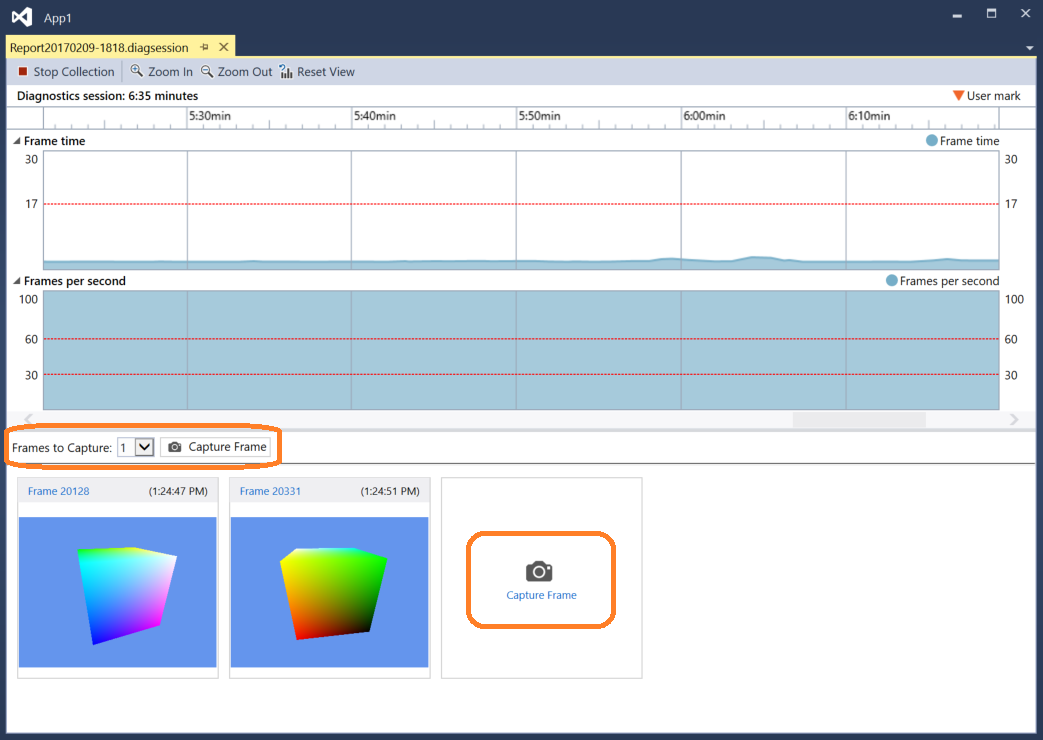 App1
Report20170209-1818.diagsession
Stop Collection Zoom In Zoom Out Reset View
Diagnostics session: 6:35 minutes User mark
5:30min 5:40min 5:50min 6:00min 6:10min
Frame time Frame time
30 30
17 17
Frames per second Frames per second
100 100
60 60
30 30
Frames to Capture: 1 Capture Frame
Frame 20128 (1:24:47 PM) Frame 20331 (1:24:51 PM)
Capture Frame